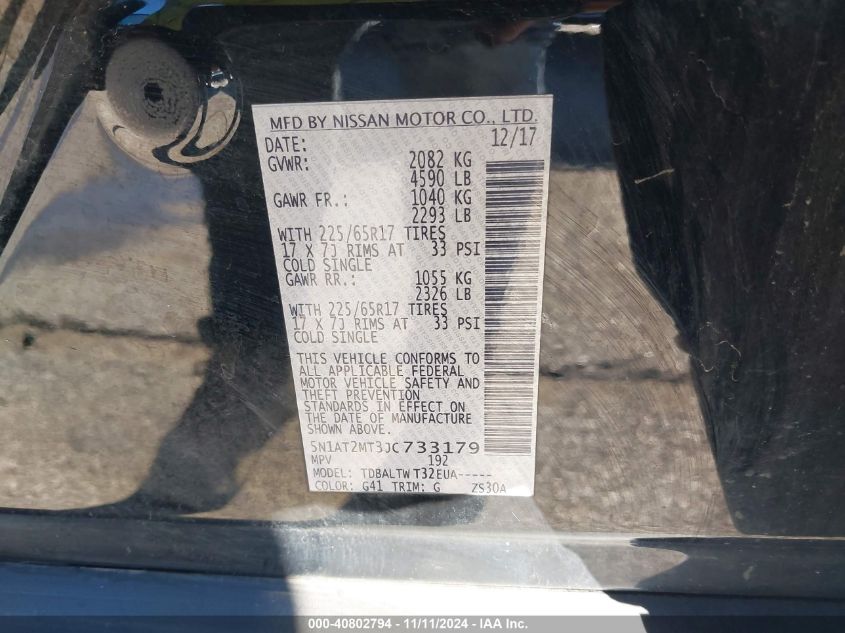 MFD BY NISSAN MOTOR CO., LTD.
DATE: 12/17
GVWR: 2082 KG
4590 LB
GAWR FR.: 1040 KG
2293 LB
WITH 225/65R17 TIRES
17 X 7J RIMS AT 33 PSI
COLD SINGLE
GAWR RR.: 1055 KG
2326 LB
WITH 225/65R17 TIRES
17 X 7J RIMS AT 33 PSI
COLD SINGLE
THIS VEHICLE CONFORMS TO
ALL APPLICABLE FEDERAL
MOTOR VEHICLE SAFETY AND
THEFT PREVENTION
STANDARDS IN EFFECT ON
THE DATE OF MANUFACTURE
SHOWN ABOVE.
5N1AT2MT3JC733179
MPV 192
MODEL: TDBALTW T32EUA-----
COLOR: G41 TRIM: G ZS30A
000-40802794 - 11/11/2024 - IAA Inc.